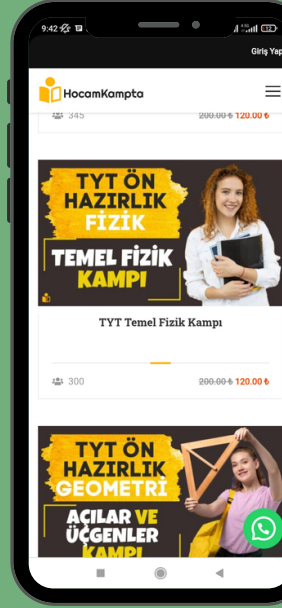 9:42
Giriş Yap
HocamKampta
345
200.00 ₺ 120.00 ₺
TYT ÖN
HAZIRLIK
FİZİK
TEMEL FİZİK
KAMPI
TYT Temel Fizik Kampı
300
200.00 ₺ 120.00 ₺
TYT ÖN
HAZIRLIK
GEOMETRİ
AÇILAR VE
ÜÇGENLER
KAMPI